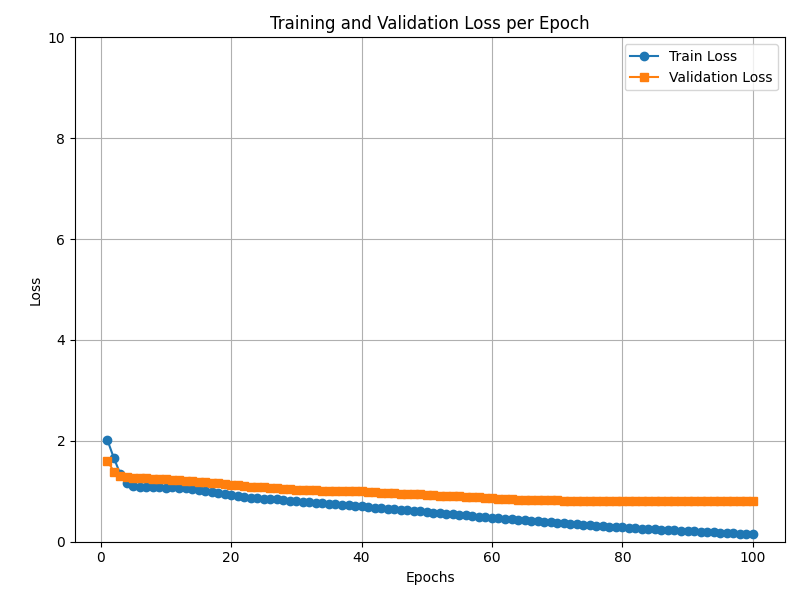 Training and Validation Loss per Epoch
Train Loss
Validation Loss
Loss
10
8
6
4
2
0
0 20 40 60 80 100
Epochs